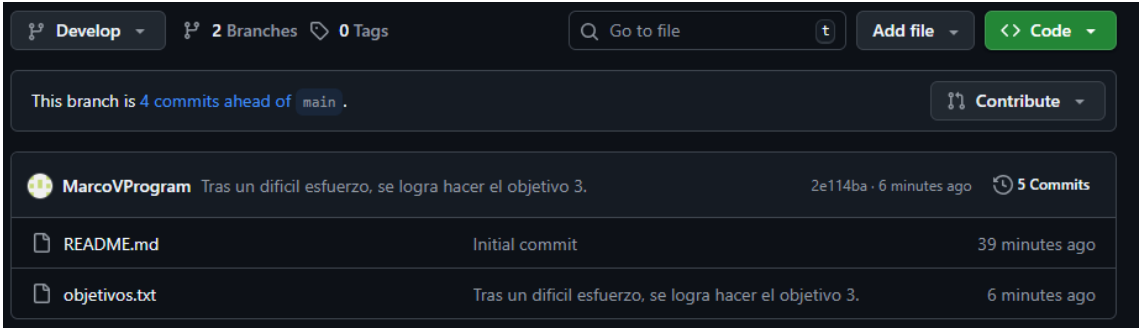 Develop 2 Branches 0 Tags Go to file t Add file <> Code
This branch is 4 commits ahead of main .
Contribute
MarcoVProgram Tras un dificil esfuerzo, se logra hacer el objetivo 3. 2e114ba · 6 minutes ago 5 Commits
README.md Initial commit 39 minutes ago
objetivos.txt Tras un dificil esfuerzo, se logra hacer el objetivo 3. 6 minutes ago